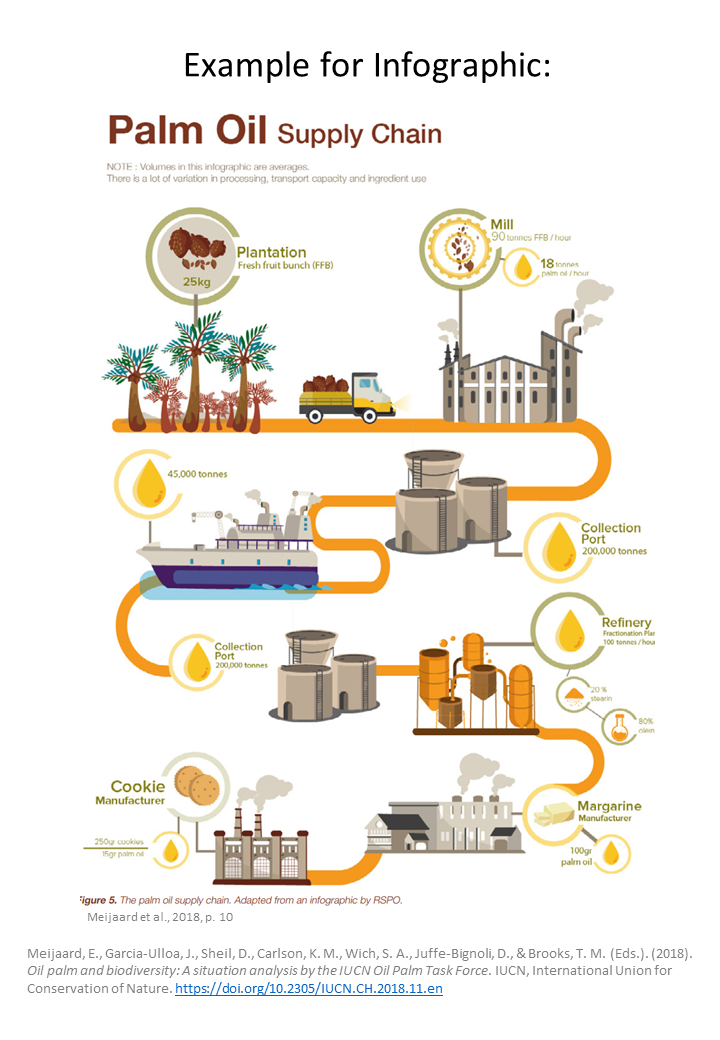 Example for Infographic:
Palm Oil Supply Chain
NOTE : Volumes in this infographic are averages.
There is a lot of variation in processing, transport capacity and ingredient use
Plantation
Fresh fruit bunch (FFB)
25kg
Mill
90 tonnes FFB / hour
18 tonnes
palm oil / hour
45,000 tonnes
Collection
Port
200,000 tonnes
Collection
Port
200,000 tonnes
Refinery
Fractionation Plan
100 tonnes / hou
20 %
stearin
80%
olein
Cookie
Manufacturer
250gr cookies
15gr palm oil
Margarine
Manufacturer
100gr
palm oil
Figure 5. The palm oil supply chain. Adapted from an infographic by RSPO.
Meijaard et al., 2018, p. 10
Meijaard, E., Garcia-Ulloa, J., Sheil, D., Carlson, K. M., Wich, S. A., Juffe-Bignoli, D., & Brooks, T. M. (Eds.). (2018).
Oil palm and biodiversity: A situation analysis by the IUCN Oil Palm Task Force. IUCN, International Union for
Conservation of Nature. https://doi.org/10.2305/IUCN.CH.2018.11.en